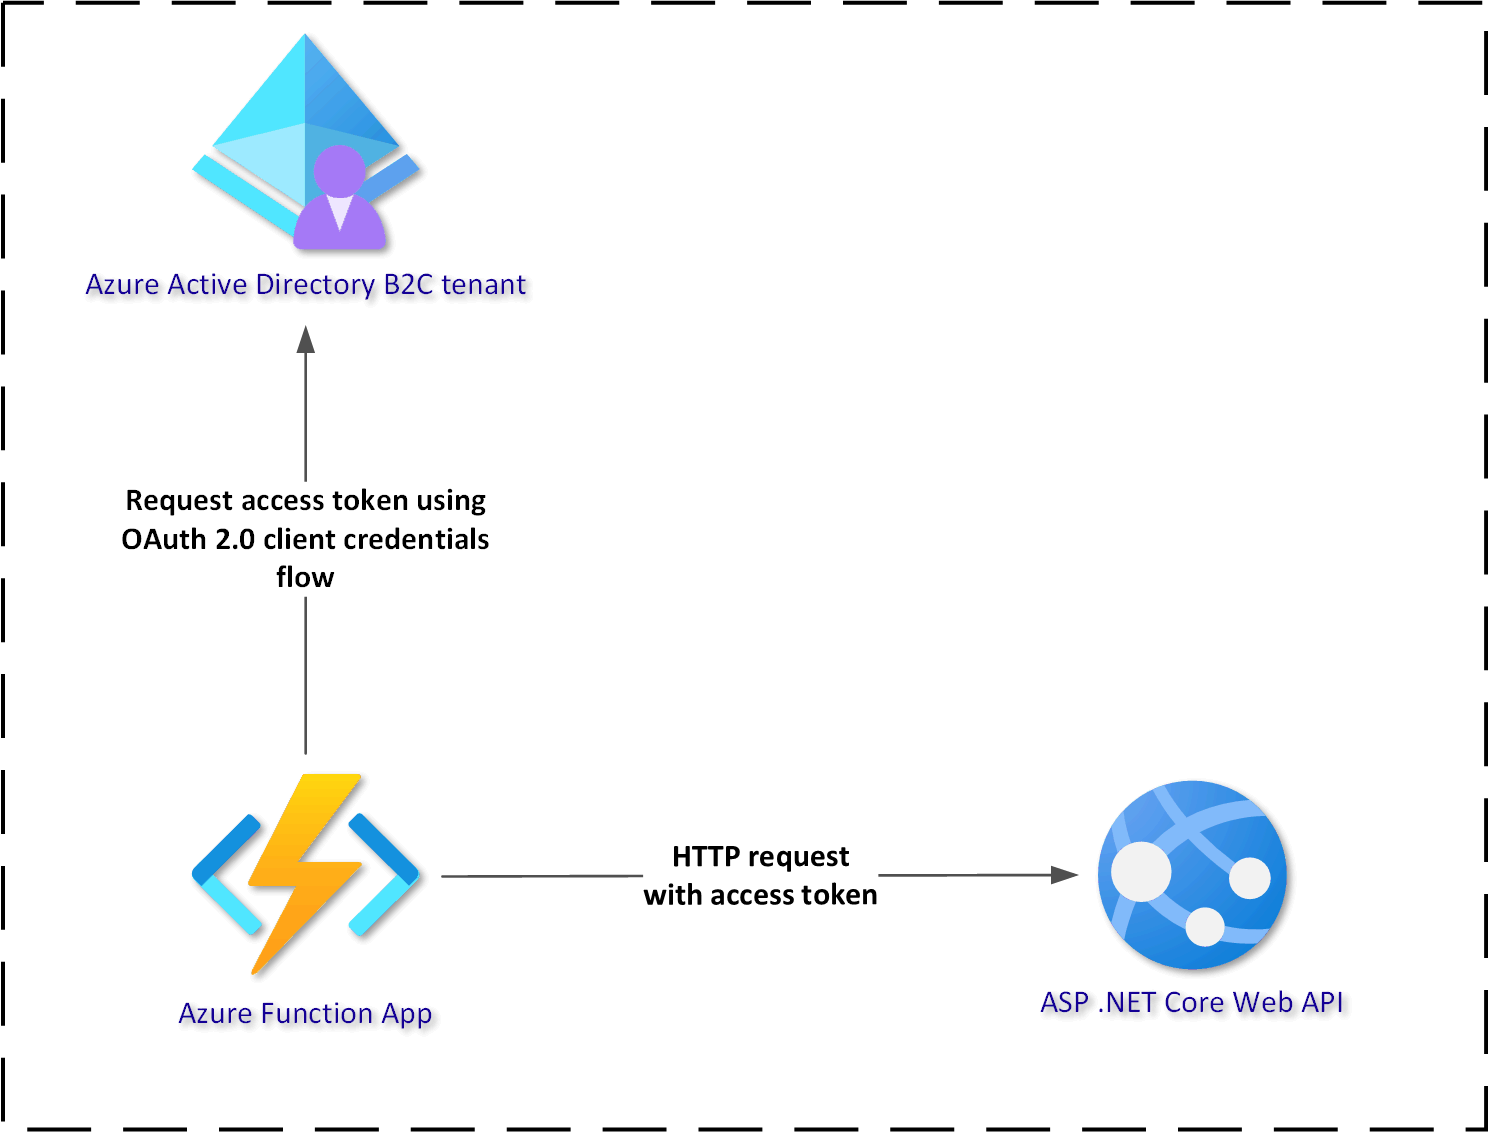 Azure Active Directory B2C tenant
Request access token using
OAuth 2.0 client credentials
flow
HTTP request
with access token
Azure Function App
ASP .NET Core Web API